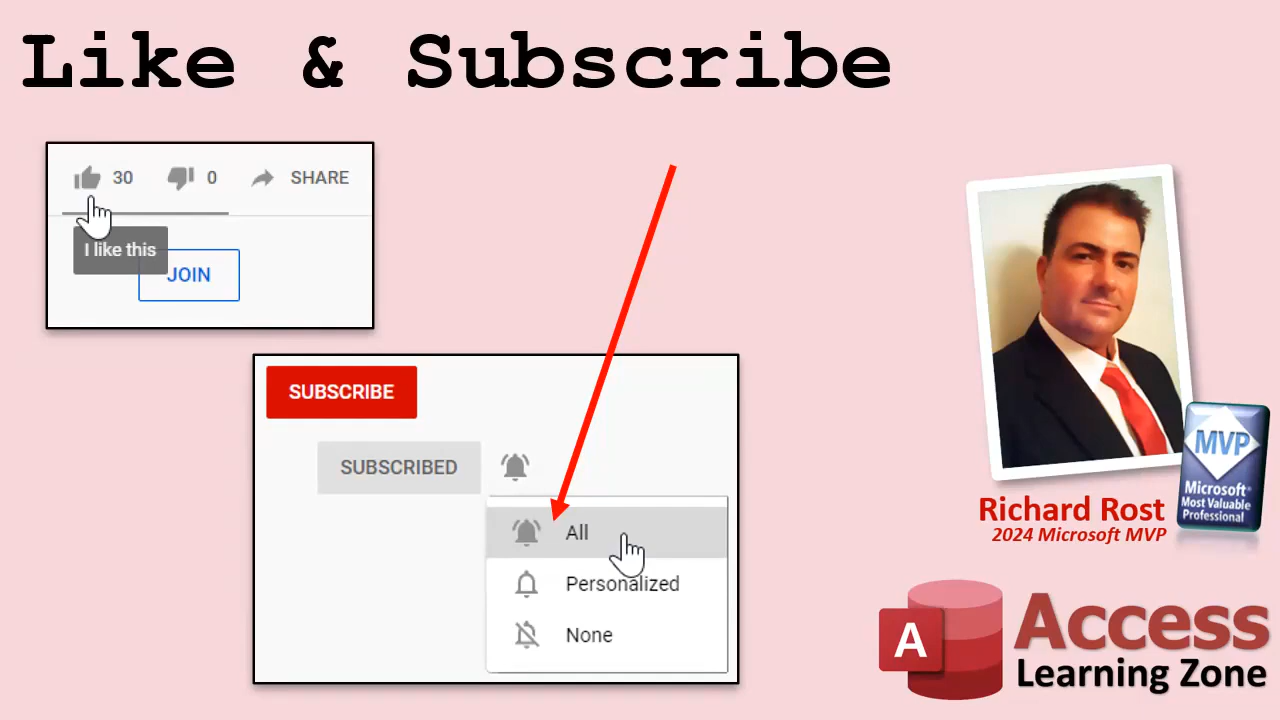 Like & Subscribe
30 0 SHARE
I like this
JOIN
SUBSCRIBE
SUBSCRIBED
All
Personalized
None
MVP
Microsoft®
Most Valuable
Professional
Richard Rost
2024 Microsoft MVP
A
Access
Learning Zone